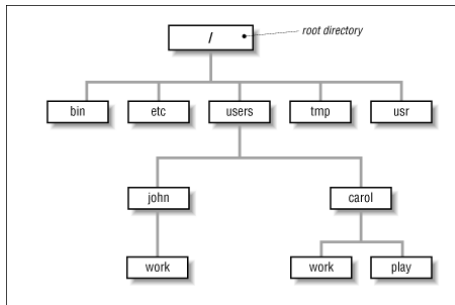 /
root directory
bin etc users tmp usr
john carol
work work play